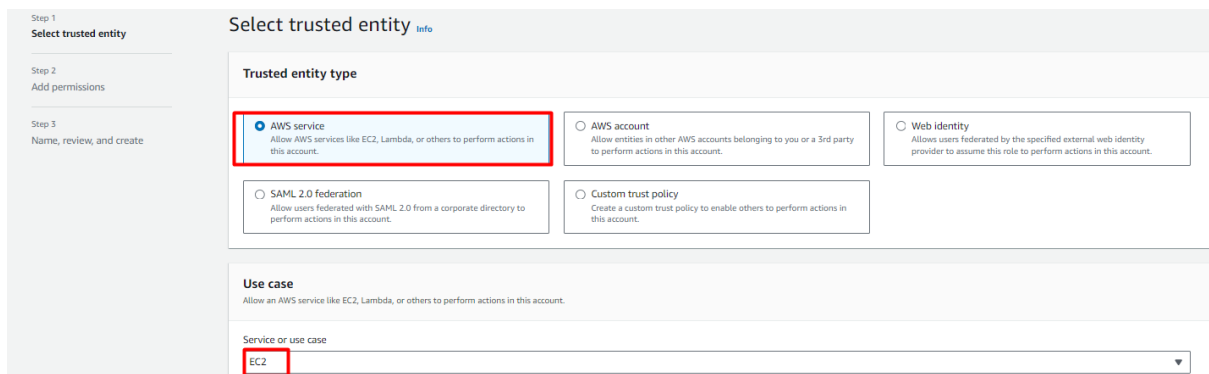 Step 1
Select trusted entity
Step 2
Add permissions
Step 3
Name, review, and create
Select trusted entity Info
Trusted entity type
AWS service
Allow AWS services like EC2, Lambda, or others to perform actions in
this account.
AWS account
Allow entities in other AWS accounts belonging to you or a 3rd party
to perform actions in this account.
Web identity
Allows users federated by the specified external web identity
provider to assume this role to perform actions in this account.
SAML 2.0 federation
Allow users federated with SAML 2.0 from a corporate directory to
perform actions in this account.
Custom trust policy
Create a custom trust policy to enable others to perform actions in
this account.
Use case
Allow an AWS service like EC2, Lambda, or others to perform actions in this account.
Service or use case
EC2